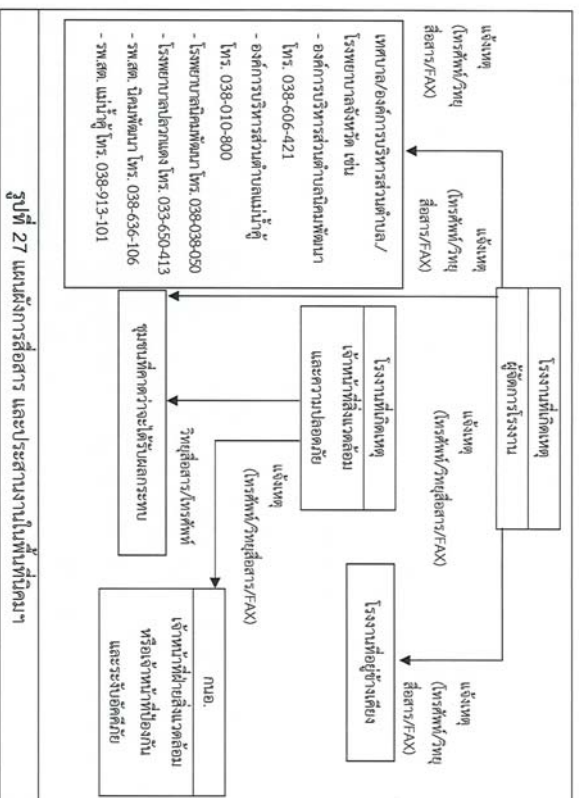 โรงงานที่เกิดเหตุ
ผู้จัดการโรงงาน
แจ้งเหตุ
(โทรศัพท์/วิทยุ
สื่อสาร/FAX)
แจ้งเหตุ
(โทรศัพท์/วิทยุ
สื่อสาร/FAX)
แจ้งเหตุ
(โทรศัพท์/วิทยุสื่อสาร/FAX)
แจ้งเหตุ
(โทรศัพท์/วิทยุ
สื่อสาร/FAX)
เทศบาล/องค์การบริหารส่วนตำบล/
โรงพยาบาลจังหวัด เช่น
- องค์การบริหารส่วนตำบลนิคมพัฒนา
โทร. 038-606-421
- องค์การบริหารส่วนตำบลแม่น้ำคู้
โทร. 038-010-800
- โรงพยาบาลนิคมพัฒนา โทร. 038-038-050
- โรงพยาบาลปลวกแดง โทร. 033-650-413
- รพ.สต. นิคมพัฒนา โทร. 038-636-106
- รพ.สต. แม่น้ำคู้ โทร. 038-913-101
โรงงานที่เกิดเหตุ
เจ้าหน้าที่สิ่งแวดล้อม
และความปลอดภัย
โรงงานที่อยู่ข้างเคียง
ชุมชนที่คาดว่าจะได้รับผลกระทบ
วิทยุสื่อสาร/โทรศัพท์
แจ้งเหตุ
(โทรศัพท์/วิทยุสื่อสาร/FAX)
กนอ.
เจ้าหน้าที่ฝ่ายสิ่งแวดล้อม
หรือเจ้าหน้าที่ป้องกัน
และระงับอัคคีภัย
รูปที่ 27 แผนผังการสื่อสาร และประสานงานในพื้นที่นิคมฯ